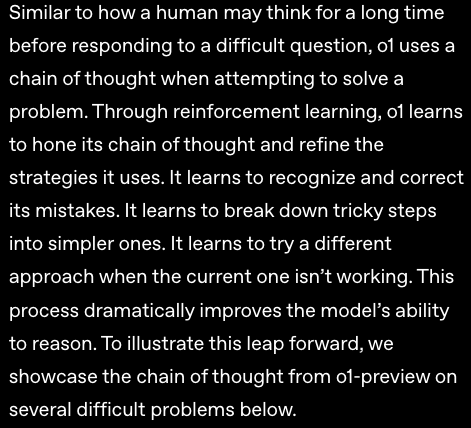 Similar to how a human may think for a long time
before responding to a difficult question, o1 uses a
chain of thought when attempting to solve a
problem. Through reinforcement learning, o1 learns
to hone its chain of thought and refine the
strategies it uses. It learns to recognize and correct
its mistakes. It learns to break down tricky steps
into simpler ones. It learns to try a different
approach when the current one isn’t working. This
process dramatically improves the model’s ability
to reason. To illustrate this leap forward, we
showcase the chain of thought from o1-preview on
several difficult problems below.